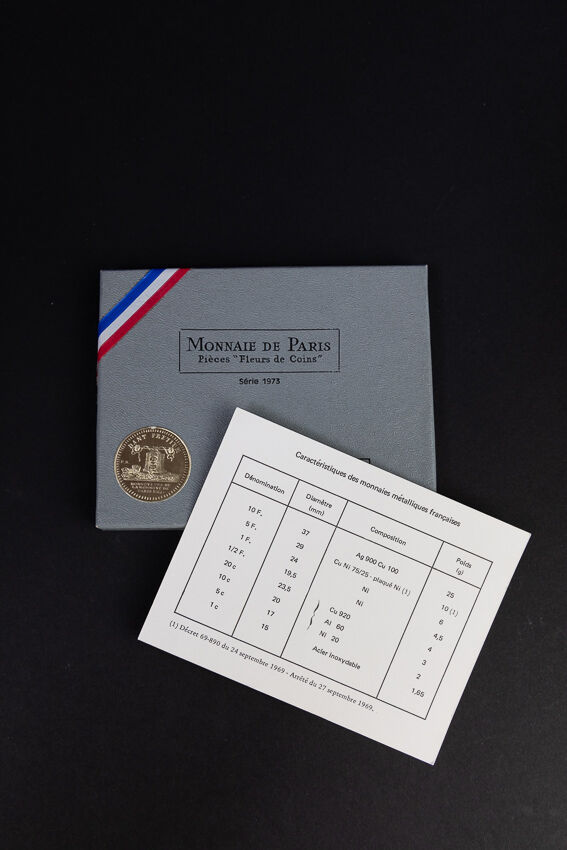 MONNAIE DE PARIS
Pièces "Fleurs de Coins"
Série 1973
DANT PRETIUM
Caractéristiques des monnaies métalliques françaises
Dénomination Diamètre (mm) Composition Poids (g)
10 F. 37 Ag 900 Cu 100 25
5 F. 29 Cu Ni 75/25 - plaqué Ni (1) 10 (1)
1 F. 24 Ni 6
1/2 F. 19,5 Ni 4,5
20 c 23,5 Cu 920 4
10 c 20 Al 60 3
5 c 17 Ni 20 2
1 c 15 Acier inoxydable 1,65
(1) Décret 69-890 du 24 septembre 1969 - Arrêté du 27 septembre 1969.